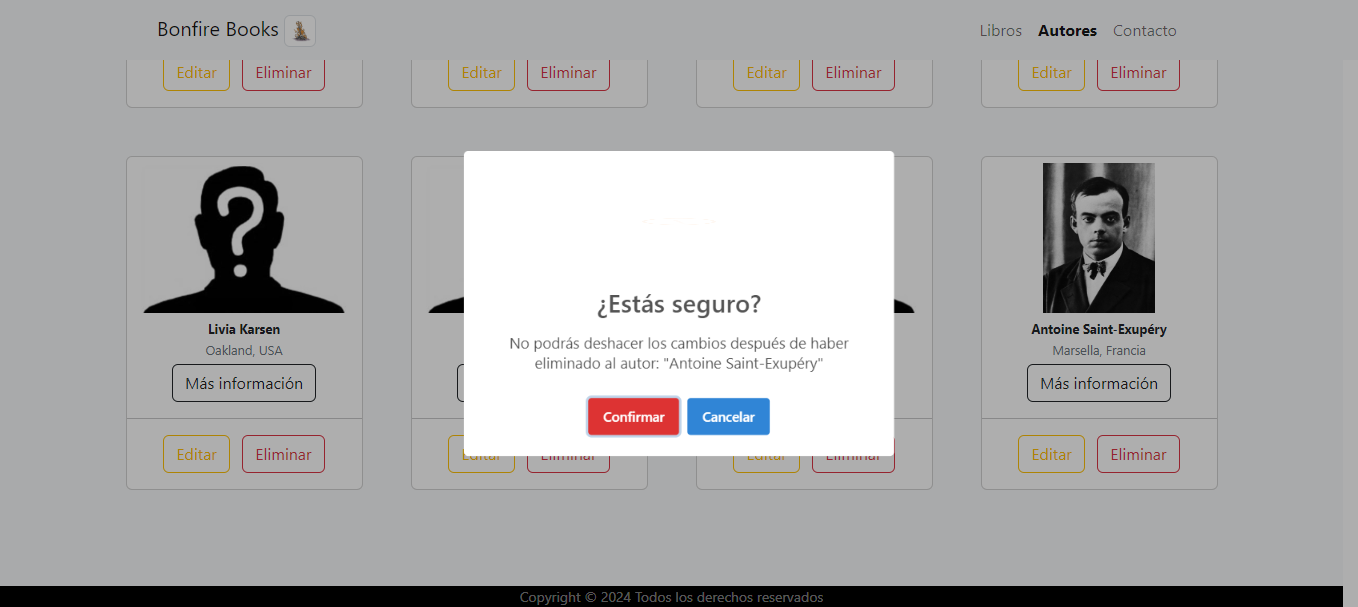 Bonfire Books
Libros Autores Contacto
Editar Eliminar
Editar Eliminar
Editar Eliminar
Editar Eliminar
Livia Karsen
Oakland, USA
Más información
Editar Eliminar
¿Estás seguro?
No podrás deshacer los cambios después de haber
eliminado al autor: "Antoine Saint-Exupéry"
Confirmar Cancelar
Editar Eliminar
Editar Eliminar
Antoine Saint-Exupéry
Marsella, Francia
Más información
Editar Eliminar
Copyright © 2024 Todos los derechos reservados